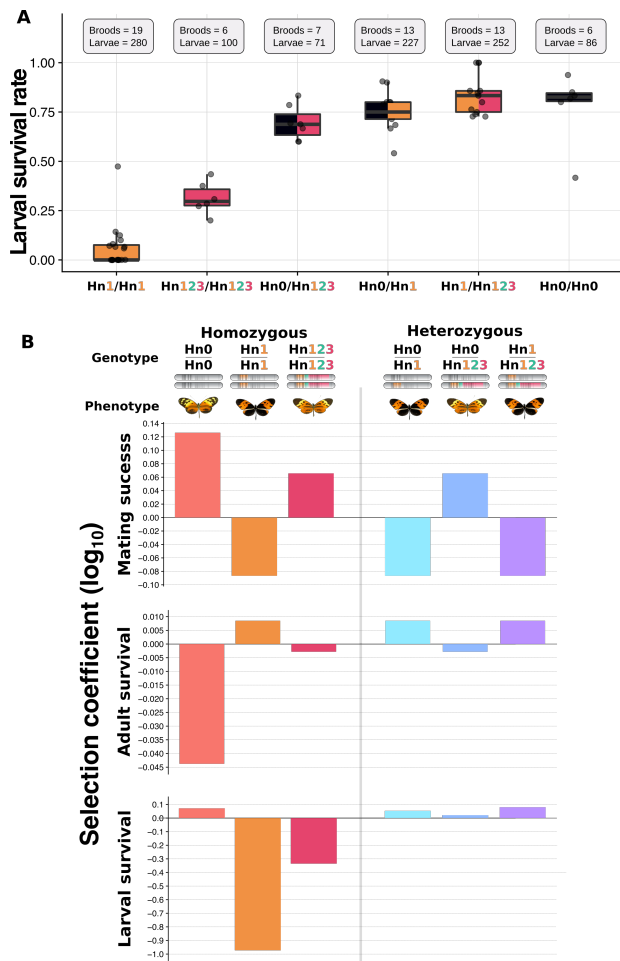 A
Broods = 19
Larvae = 280
Broods = 6
Larvae = 100
Broods = 7
Larvae = 71
Broods = 13
Larvae = 227
Broods = 13
Larvae = 252
Broods = 6
Larvae = 86
Larval survival rate
1.00
0.75
0.50
0.25
0.00
Hn1/Hn1
Hn123/Hn123
Hn0/Hn123
Hn0/Hn1
Hn1/Hn123
Hn0/Hn0
B
Homozygous
Heterozygous
Genotype
Hn0
Hn0
Hn1
Hn1
Hn123
Hn123
Hn0
Hn1
Hn0
Hn123
Hn1
Hn123
Phenotype
Selection coefficient (log10)
Mating sucesss
0.14
0.12
0.10
0.08
0.06
0.04
0.02
0.00
−0.02
−0.04
−0.06
−0.08
−0.10
Adult survival
0.010
0.005
0.000
−0.005
−0.010
−0.015
−0.020
−0.025
−0.030
−0.035
−0.040
−0.045
Larval survival
0.1
0.0
−0.1
−0.2
−0.3
−0.4
−0.5
−0.6
−0.7
−0.8
−0.9
−1.0